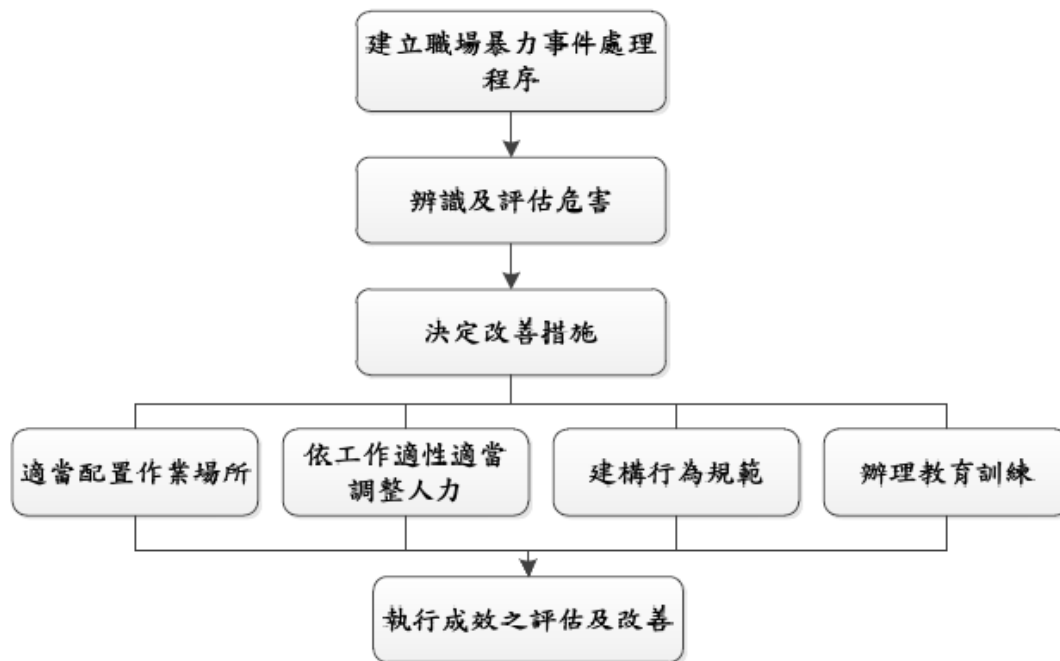 建立職場暴力事件處理
程序
辨識及評估危害
決定改善措施
適當配置作業場所
依工作適性適當
調整人力
建構行為規範
辦理教育訓練
執行成效之評估及改善